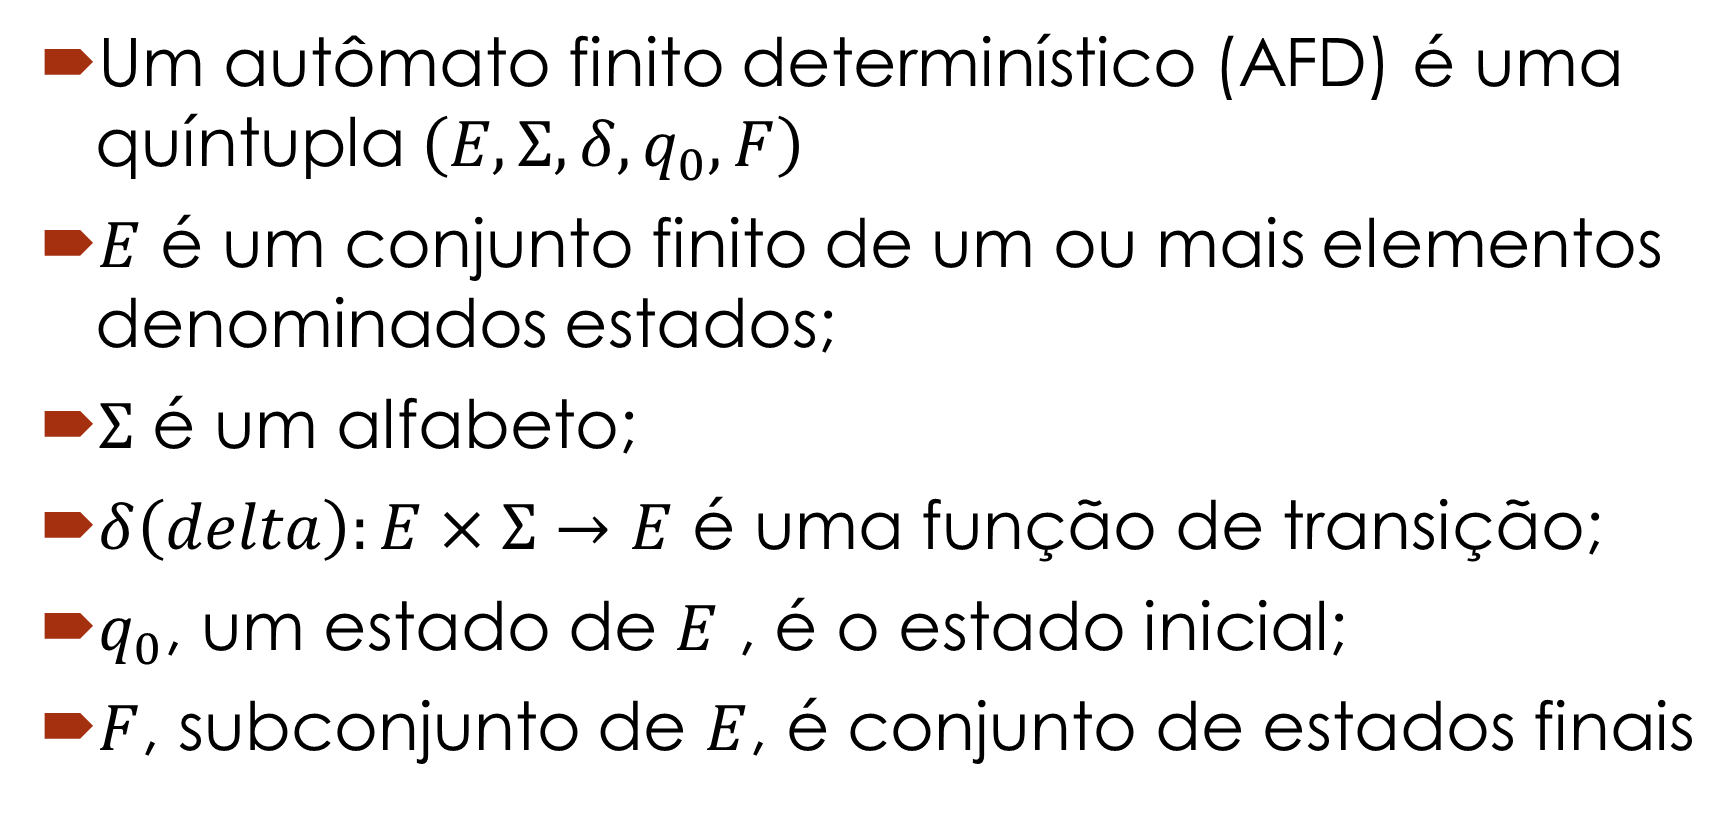 Um autômato finito determinístico (AFD) é uma
quíntupla (E, Σ, δ, q₀, F)
E é um conjunto finito de um ou mais elementos
denominados estados;
Σ é um alfabeto;
δ(delta): E × Σ → E é uma função de transição;
q₀, um estado de E , é o estado inicial;
F, subconjunto de E, é conjunto de estados finais